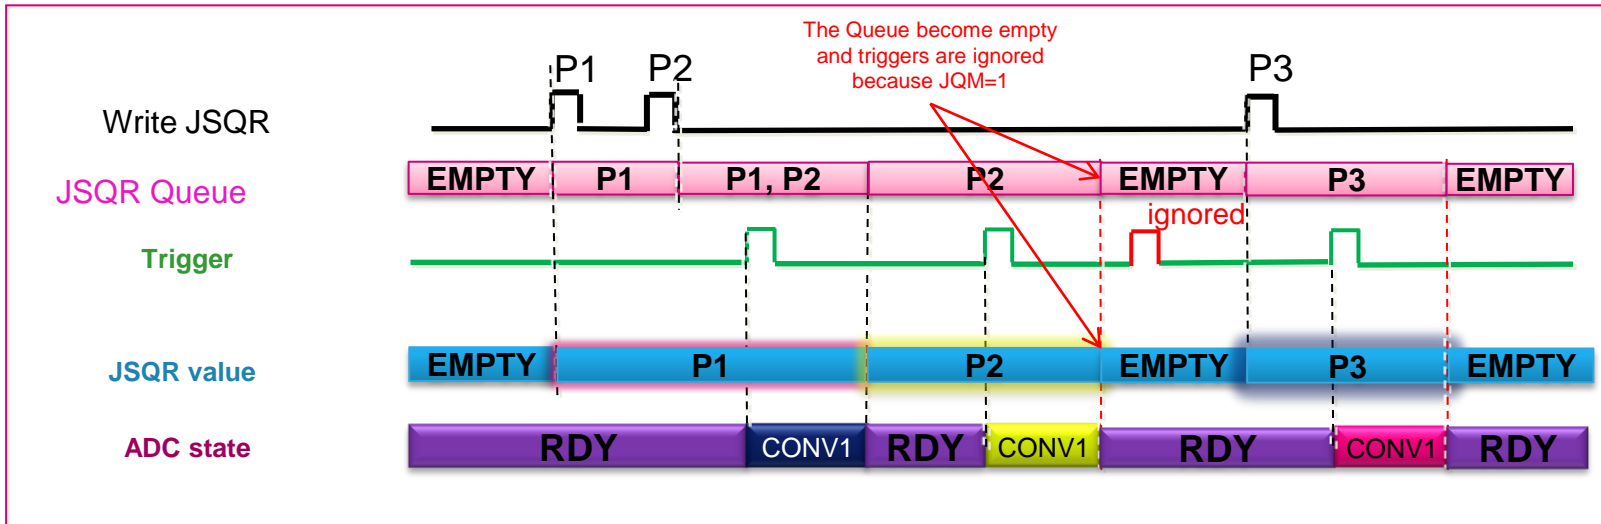 The Queue become empty
and triggers are ignored
because JQM=1
P1 P2 P3
Write JSQR
JSQR Queue EMPTY P1 P1, P2 P2 EMPTY P3 EMPTY
ignored
Trigger
JSQR value EMPTY P1 P2 EMPTY P3 EMPTY
ADC state RDY CONV1 RDY CONV1 RDY CONV1 RDY